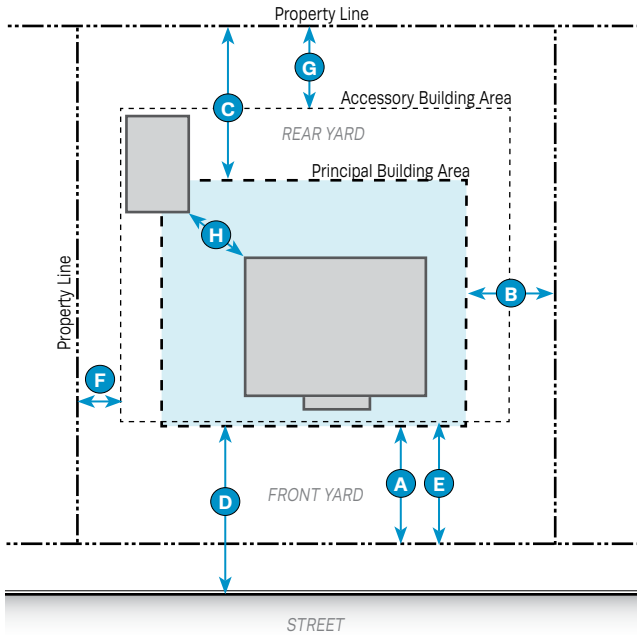 Property Line
G
C
Accessory Building Area
REAR YARD
Principal Building Area
H
Property Line
B
F
A
E
D
FRONT YARD
STREET